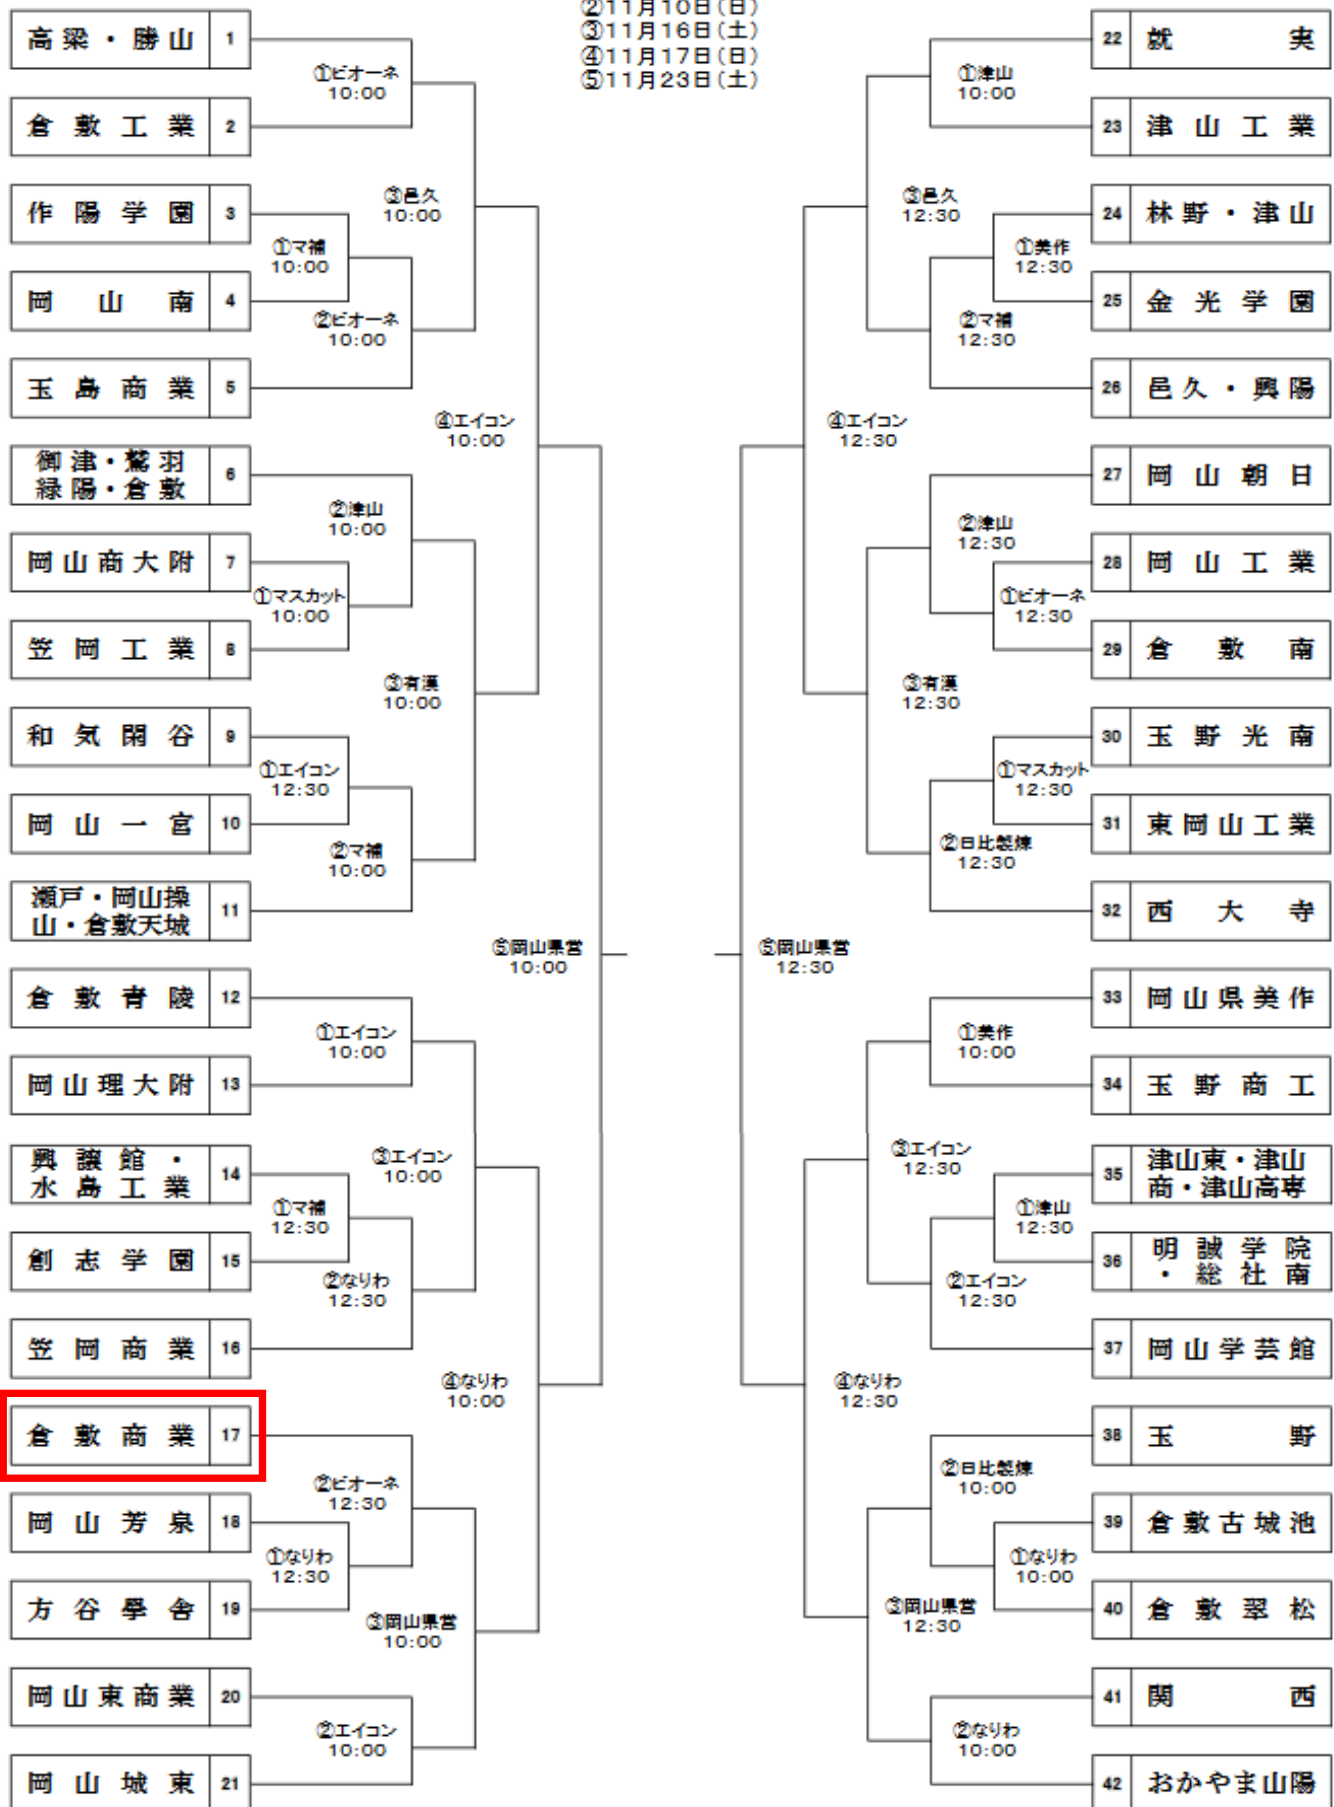 ②11月10日(日)
③11月16日(土)
④11月17日(日)
⑤11月23日(土)
高梁・勝山 1
①ピオーネ
10:00
倉敷工業 2
③邑久
10:00
作陽学園 3
①マ補
10:00
岡山南 4
②ピオーネ
10:00
玉島商業 5
④エイコン
10:00
御津・鷲羽
緑陽・倉敷
6
②津山
10:00
岡山商大附 7
①マスカット
10:00
笠岡工業 8
③有漢
10:00
和気閑谷 9
①エイコン
12:30
岡山一宮 10
②マ補
10:00
瀬戸・岡山操
山・倉敷天城
11
⑤岡山県営
10:00
倉敷青陵 12
①エイコン
10:00
岡山理大附 13
③エイコン
10:00
興譲館・
水島工業
14
①マ補
12:30
創志学園 15
②なりわ
12:30
笠岡商業 16
④なりわ
10:00
倉敷商業 17
②ピオーネ
12:30
岡山芳泉 18
①なりわ
12:30
方谷學舎 19
③岡山県営
10:00
岡山東商業 20
②エイコン
10:00
岡山城東 21
22 就実
①津山
10:00
23 津山工業
③邑久
12:30
24 林野・津山
①美作
12:30
25 金光学園
②マ補
12:30
26 邑久・興陽
④エイコン
12:30
27 岡山朝日
②津山
12:30
28 岡山工業
①ピオーネ
12:30
29 倉敷南
③有漢
12:30
30 玉野光南
①マスカット
12:30
31 東岡山工業
②日比製煉
12:30
32 西大寺
⑤岡山県営
12:30
33 岡山県美作
①美作
10:00
34 玉野商工
③エイコン
12:30
35
津山東・津山
商・津山高専
①津山
12:30
36
明誠学院
・総社南
②エイコン
12:30
37 岡山学芸館
④なりわ
12:30
38 玉野
②日比製煉
10:00
39 倉敷古城池
①なりわ
10:00
40 倉敷翠松
③岡山県営
12:30
41 関西
②なりわ
10:00
42 おかやま山陽